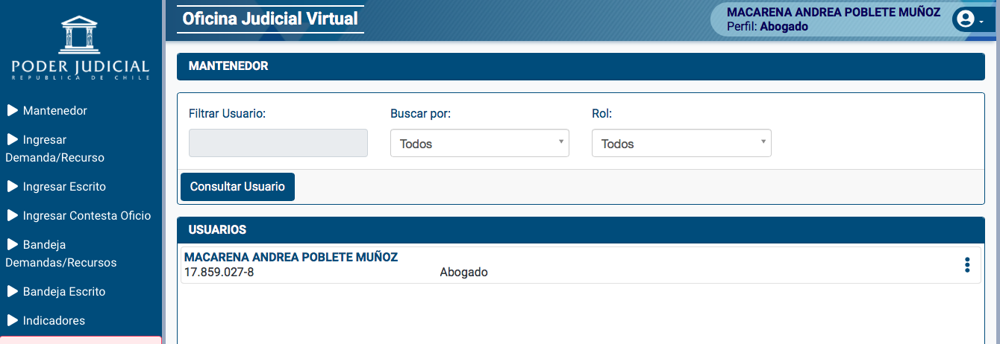 PODER JUDICIAL
REPUBLICA DE CHILE
Mantenedor
Ingresar
Demanda/Recurso
Ingresar Escrito
Ingresar Contesta Oficio
Bandeja
Demandas/Recursos
Bandeja Escrito
Indicadores
Oficina Judicial Virtual
MACARENA ANDREA POBLETE MUÑOZ
Perfil: Abogado
MANTENEDOR
Filtrar Usuario: Buscar por: Rol:
Todos Todos
Consultar Usuario
USUARIOS
MACARENA ANDREA POBLETE MUÑOZ
17.859.027-8 Abogado